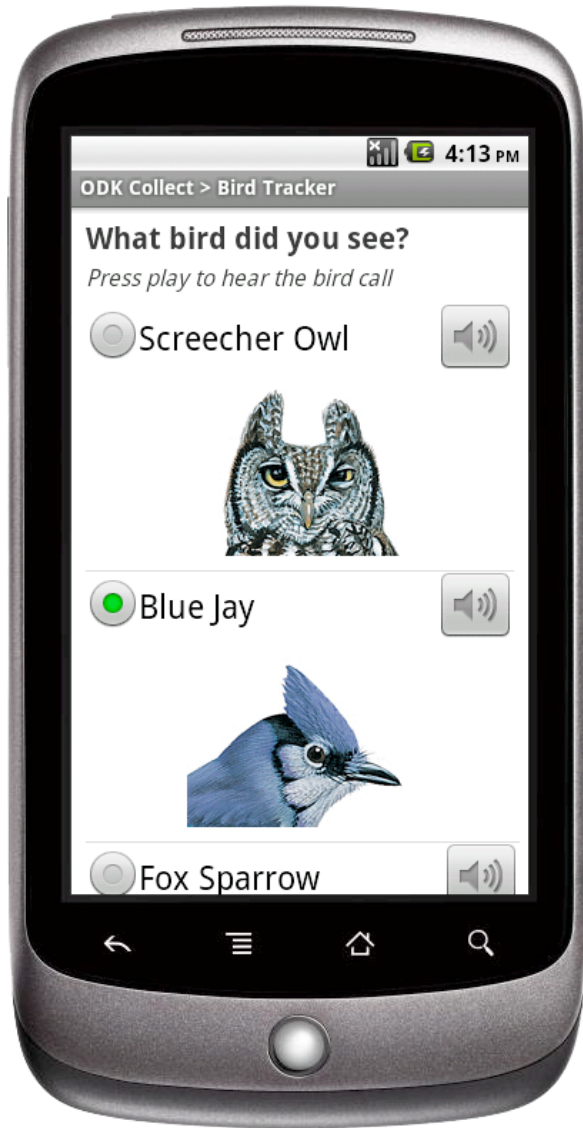 4:13 PM
ODK Collect > Bird Tracker
What bird did you see?
Press play to hear the bird call
Screecher Owl
Blue Jay
Fox Sparrow